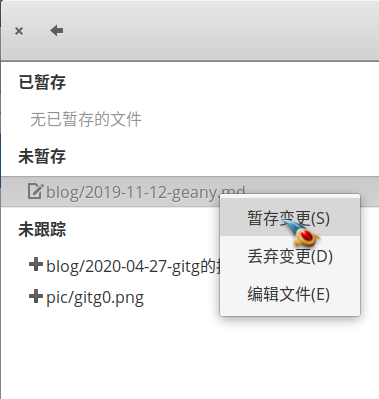 已暂存
无已暂存的文件
未暂存
blog/2019-11-12-geany.md
暂存变更(S)
未跟踪
丢弃变更(D)
blog/2020-04-27-gitg的
编辑文件(E)
pic/gitg0.png